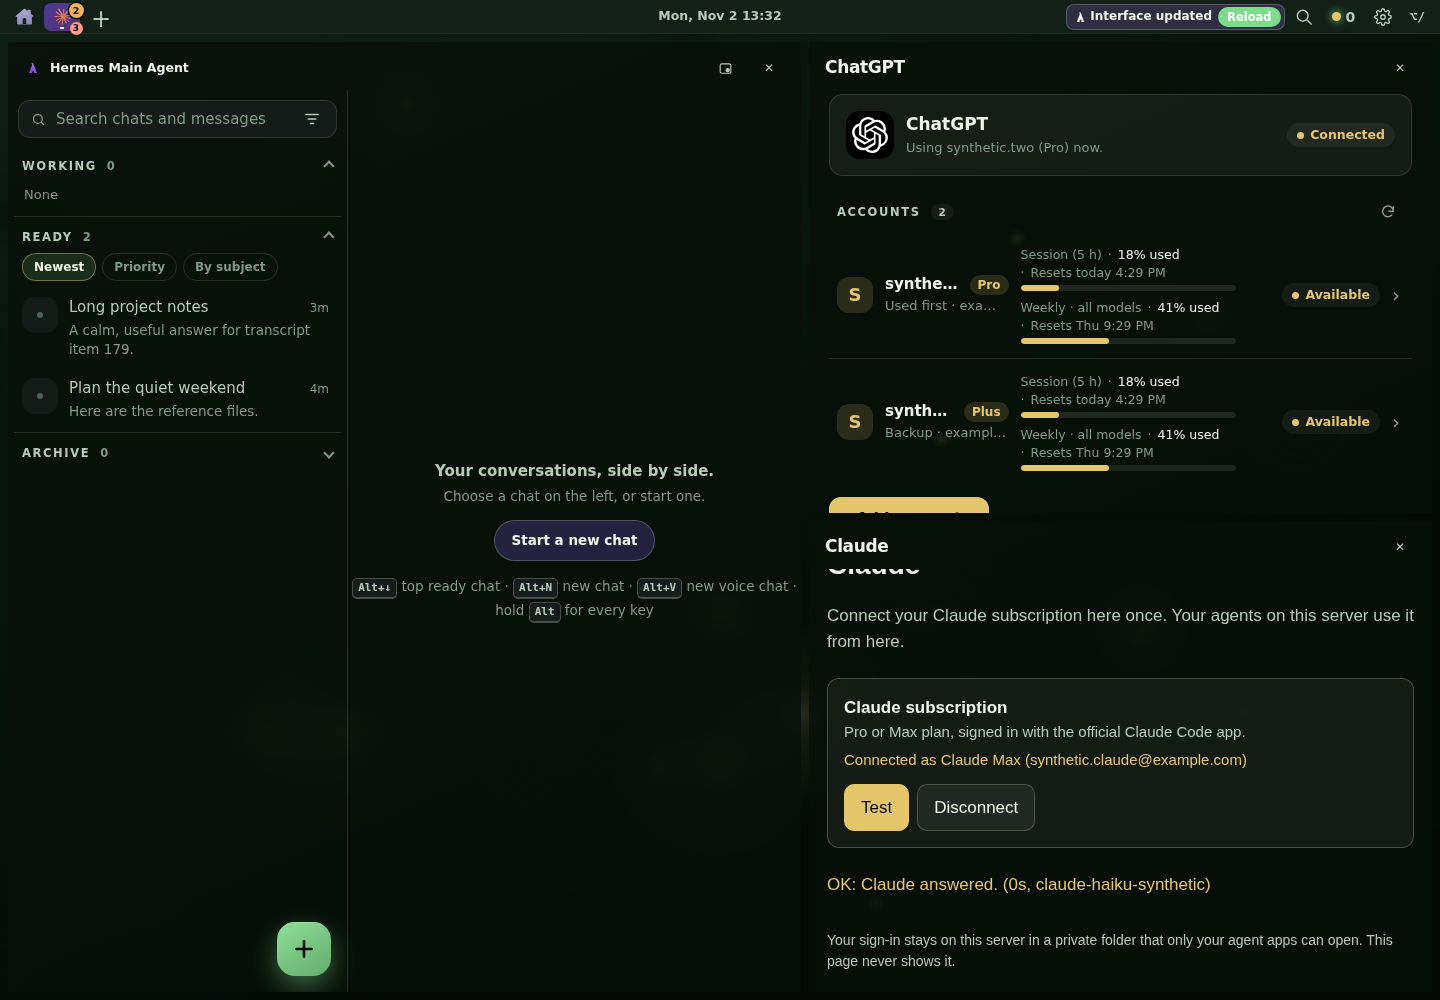 2
3
Mon, Nov 2 13:32
Interface updated Reload
0
⌥/
Hermes Main Agent
Search chats and messages
WORKING 0
None
READY 2
Newest Priority By subject
Long project notes 3m
A calm, useful answer for transcript
item 179.
Plan the quiet weekend 4m
Here are the reference files.
ARCHIVE 0
Your conversations, side by side.
Choose a chat on the left, or start one.
Start a new chat
Alt+↓ top ready chat · Alt+N new chat · Alt+V new voice chat ·
hold Alt for every key
ChatGPT
ChatGPT
Using synthetic.two (Pro) now.
Connected
ACCOUNTS 2
S
synthe… Pro
Used first · exa…
Session (5 h) · 18% used
· Resets today 4:29 PM
Weekly · all models · 41% used
· Resets Thu 9:29 PM
Available
S
synth… Plus
Backup · exampl…
Session (5 h) · 18% used
· Resets today 4:29 PM
Weekly · all models · 41% used
· Resets Thu 9:29 PM
Available
Claude
Claude
Connect your Claude subscription here once. Your agents on this server use it
from here.
Claude subscription
Pro or Max plan, signed in with the official Claude Code app.
Connected as Claude Max (synthetic.claude@example.com)
Test Disconnect
OK: Claude answered. (0s, claude-haiku-synthetic)
Your sign-in stays on this server in a private folder that only your agent apps can open. This
page never shows it.